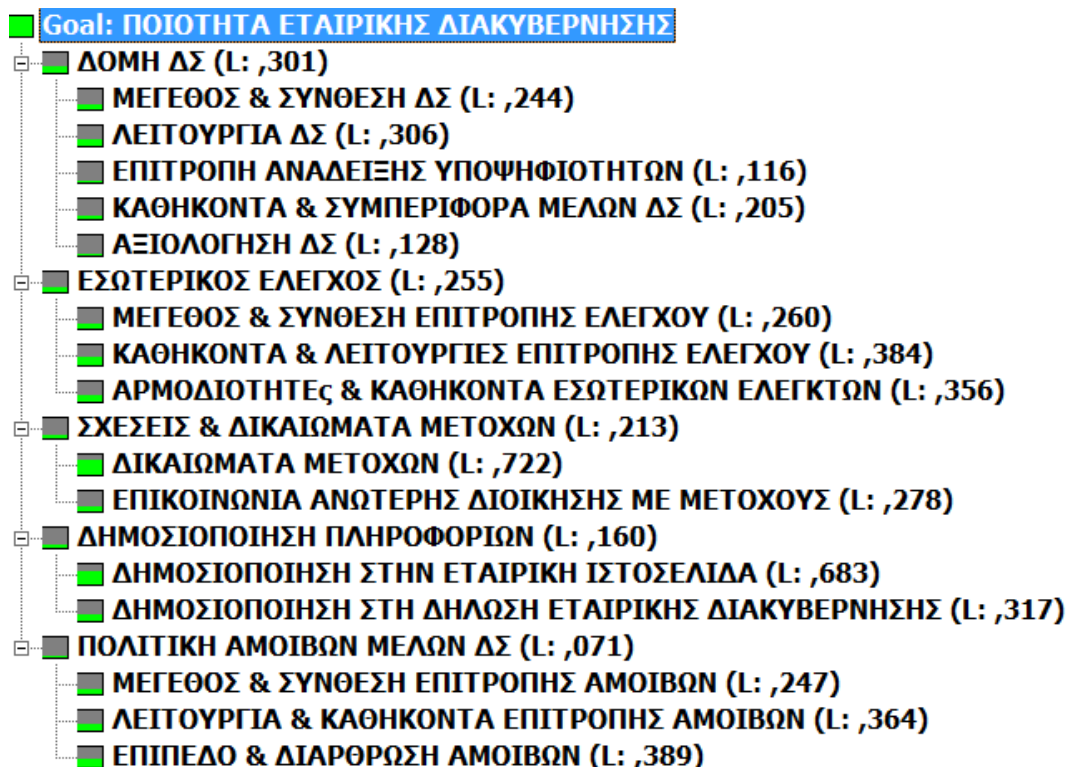 Goal: ΠΟΙΟΤΗΤΑ ΕΤΑΙΡΙΚΗΣ ΔΙΑΚΥΒΕΡΝΗΣΗΣ
ΔΟΜΗ ΔΣ (L: ,301)
ΜΕΓΕΘΟΣ & ΣΥΝΘΕΣΗ ΔΣ (L: ,244)
ΛΕΙΤΟΥΡΓΙΑ ΔΣ (L: ,306)
ΕΠΙΤΡΟΠΗ ΑΝΑΔΕΙΞΗΣ ΥΠΟΨΗΦΙΟΤΗΤΩΝ (L: ,116)
ΚΑΘΗΚΟΝΤΑ & ΣΥΜΠΕΡΙΦΟΡΑ ΜΕΛΩΝ ΔΣ (L: ,205)
ΑΞΙΟΛΟΓΗΣΗ ΔΣ (L: ,128)
ΕΣΩΤΕΡΙΚΟΣ ΕΛΕΓΧΟΣ (L: ,255)
ΜΕΓΕΘΟΣ & ΣΥΝΘΕΣΗ ΕΠΙΤΡΟΠΗΣ ΕΛΕΓΧΟΥ (L: ,260)
ΚΑΘΗΚΟΝΤΑ & ΛΕΙΤΟΥΡΓΙΕΣ ΕΠΙΤΡΟΠΗΣ ΕΛΕΓΧΟΥ (L: ,384)
ΑΡΜΟΔΙΟΤΗΤΕς & ΚΑΘΗΚΟΝΤΑ ΕΣΩΤΕΡΙΚΩΝ ΕΛΕΓΚΤΩΝ (L: ,356)
ΣΧΕΣΕΙΣ & ΔΙΚΑΙΩΜΑΤΑ ΜΕΤΟΧΩΝ (L: ,213)
ΔΙΚΑΙΩΜΑΤΑ ΜΕΤΟΧΩΝ (L: ,722)
ΕΠΙΚΟΙΝΩΝΙΑ ΑΝΩΤΕΡΗΣ ΔΙΟΙΚΗΣΗΣ ΜΕ ΜΕΤΟΧΟΥΣ (L: ,278)
ΔΗΜΟΣΙΟΠΟΙΗΣΗ ΠΛΗΡΟΦΟΡΙΩΝ (L: ,160)
ΔΗΜΟΣΙΟΠΟΙΗΣΗ ΣΤΗΝ ΕΤΑΙΡΙΚΗ ΙΣΤΟΣΕΛΙΔΑ (L: ,683)
ΔΗΜΟΣΙΟΠΟΙΗΣΗ ΣΤΗ ΔΗΛΩΣΗ ΕΤΑΙΡΙΚΗΣ ΔΙΑΚΥΒΕΡΝΗΣΗΣ (L: ,317)
ΠΟΛΙΤΙΚΗ ΑΜΟΙΒΩΝ ΜΕΛΩΝ ΔΣ (L: ,071)
ΜΕΓΕΘΟΣ & ΣΥΝΘΕΣΗ ΕΠΙΤΡΟΠΗΣ ΑΜΟΙΒΩΝ (L: ,247)
ΛΕΙΤΟΥΡΓΙΑ & ΚΑΘΗΚΟΝΤΑ ΕΠΙΤΡΟΠΗΣ ΑΜΟΙΒΩΝ (L: ,364)
ΕΠΙΠΕΔΟ & ΔΙΑΡΘΡΩΣΗ ΑΜΟΙΒΩΝ (L: ,389)